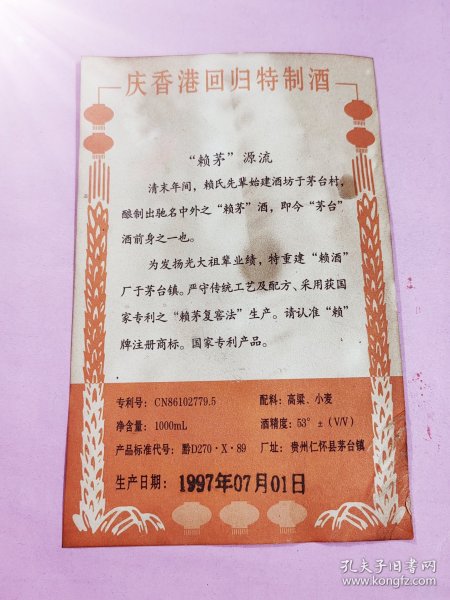 庆香港回归特制酒
“赖茅”源流
清末年间，赖氏先辈始建酒坊于茅台村，
酿制出驰名中外之“赖茅”酒，即今“茅台”
酒前身之一也。
为发扬光大祖辈业绩，特重建“赖酒”
厂于茅台镇。严守传统工艺及配方、采用获国
家专利之“赖茅复窖法”生产。请认准“赖”
牌注册商标。国家专利产品。
专利号：CN86102779.5
配料：高粱、小麦
净含量：1000mL
酒精度：53° ±（V/V）
产品标准代号：黔D270·X·89
厂址：贵州仁怀县茅台镇
生产日期：1997年07月01日
孔夫子旧书网
www.kongfz.com